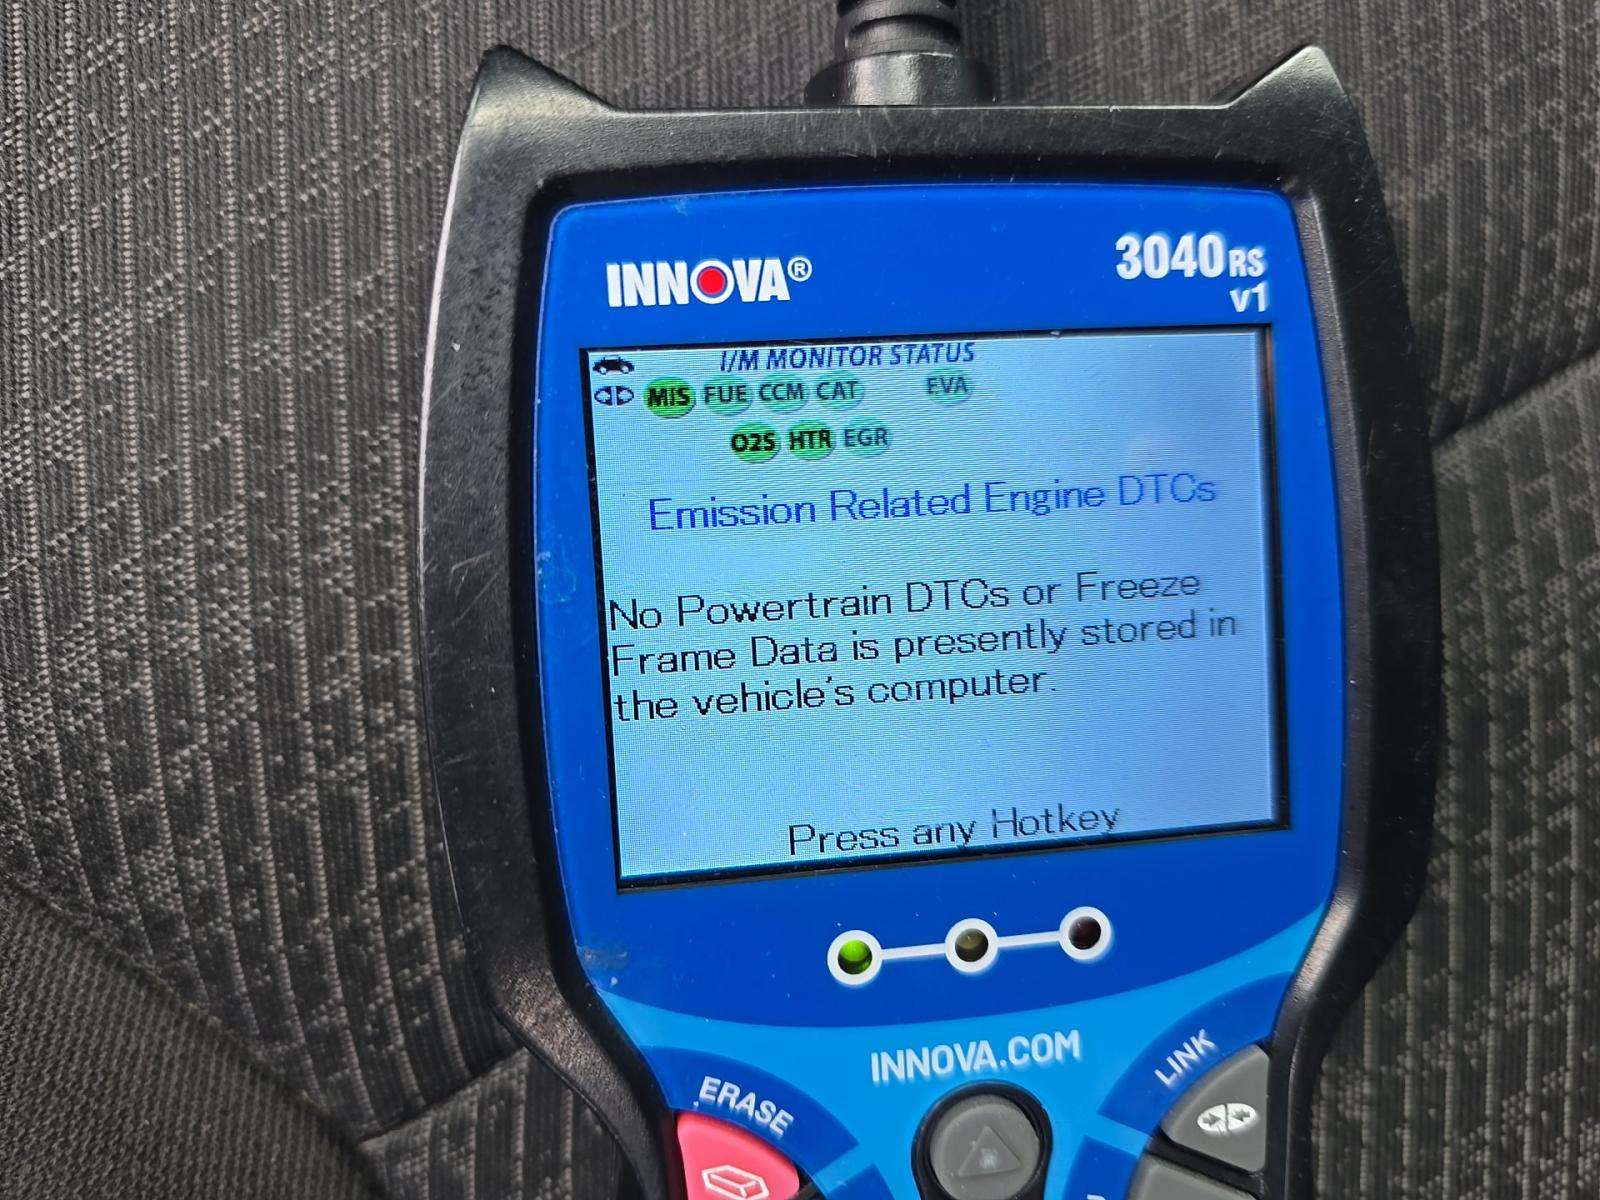 INNOVA®
3040RS
v1
I/M MONITOR STATUS
MIS FUE CCM CAT EVA
O2S HTR EGR
Emission Related Engine DTCs
No Powertrain DTCs or Freeze
Frame Data is presently stored in
the vehicle's computer.
Press any Hotkey
INNOVA.COM
ERASE
LINK